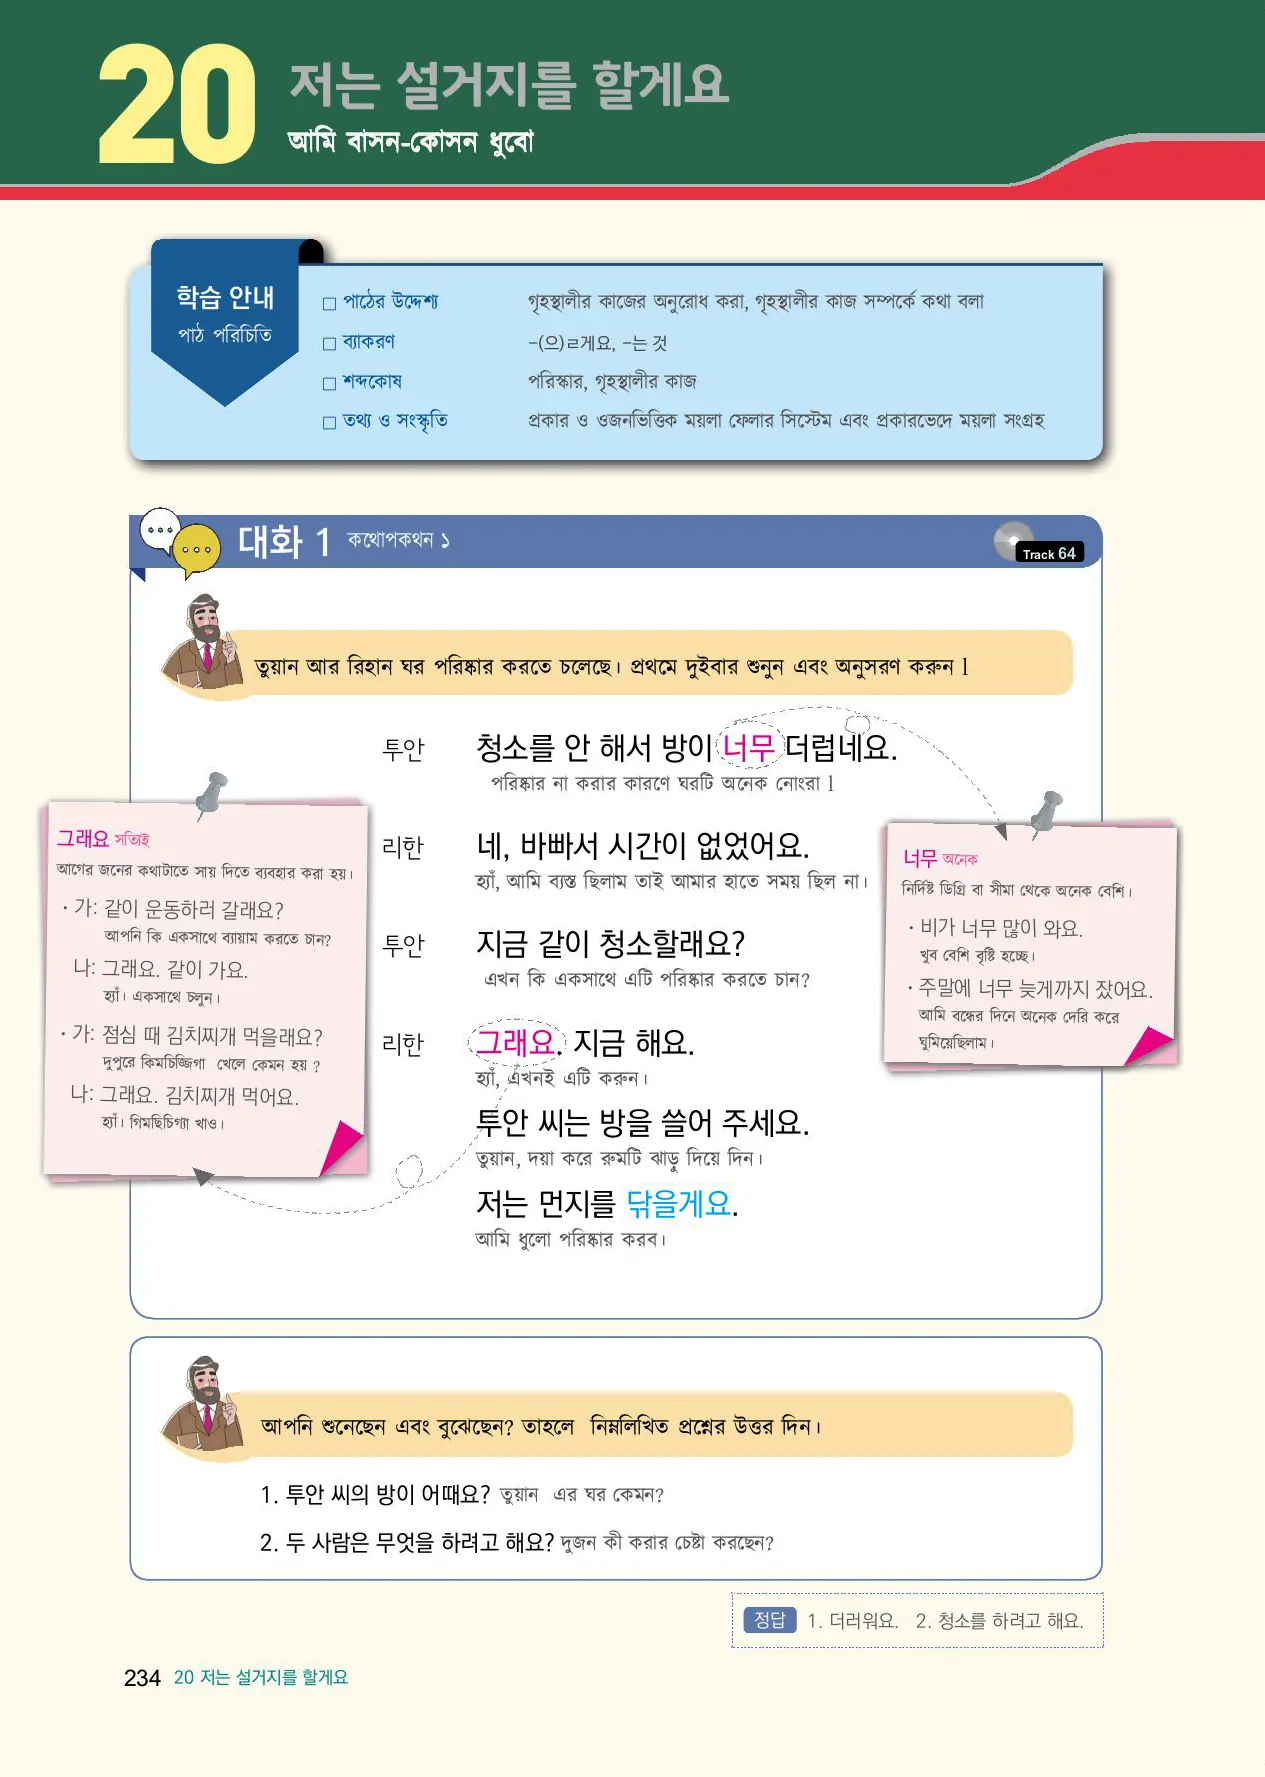 20
저는 설거지를 할게요
আমি বাসন-কোসন ধুবো
학습 안내
পাঠ পরিচিতি
□ পাঠের উদ্দেশ্য গৃহস্থালীর কাজের অনুরোধ করা, গৃহস্থালীর কাজ সম্পর্কে কথা বলা
□ ব্যাকরণ -(으)ㄹ게요, -는 것
□ শব্দকোষ পরিস্কার, গৃহস্থালীর কাজ
□ তথ্য ও সংস্কৃতি প্রকার ও ওজনভিত্তিক ময়লা ফেলার সিস্টেম এবং প্রকারভেদে ময়লা সংগ্রহ
대화 1 কথোপকথন ১
Track 64
তুয়ান আর রিহান ঘর পরিষ্কার করতে চলেছে। প্রথমে দুইবার শুনুন এবং অনুসরণ করুন l
투안 청소를 안 해서 방이 너무 더럽네요.
পরিষ্কার না করার কারণে ঘরটি অনেক নোংরা l
리한 네, 바빠서 시간이 없었어요.
হ্যাঁ, আমি ব্যস্ত ছিলাম তাই আমার হাতে সময় ছিল না।
투안 지금 같이 청소할래요?
এখন কি একসাথে এটি পরিষ্কার করতে চান?
리한 그래요. 지금 해요.
হ্যাঁ, এখনই এটি করুন।
투안 씨는 방을 쓸어 주세요.
তুয়ান, দয়া করে রুমটি ঝাড়ু দিয়ে দিন।
저는 먼지를 닦을게요.
আমি ধুলো পরিষ্কার করব।
그래요 সত্যিই
আগের জনের কথাটাতে সায় দিতে ব্যবহার করা হয়।
· 가: 같이 운동하러 갈래요?
আপনি কি একসাথে ব্যায়াম করতে চান?
나: 그래요. 같이 가요.
হ্যাঁ। একসাথে চলুন।
· 가: 점심 때 김치찌개 먹을래요?
দুপুরে কিমচিজ্জিগা খেলে কেমন হয় ?
나: 그래요. 김치찌개 먹어요.
হ্যাঁ। গিমছিচিগ্যা খাও।
너무 অনেক
নির্দিষ্ট ডিগ্রি বা সীমা থেকে অনেক বেশি।
· 비가 너무 많이 와요.
খুব বেশি বৃষ্টি হচ্ছে।
· 주말에 너무 늦게까지 잤어요.
আমি বন্ধের দিনে অনেক দেরি করে
ঘুমিয়েছিলাম।
আপনি শুনেছেন এবং বুঝেছেন? তাহলে নিম্নলিখিত প্রশ্নের উত্তর দিন।
1. 투안 씨의 방이 어때요? তুয়ান এর ঘর কেমন?
2. 두 사람은 무엇을 하려고 해요? দুজন কী করার চেষ্টা করছেন?
정답 1. 더러워요. 2. 청소를 하려고 해요.
234 20 저는 설거지를 할게요